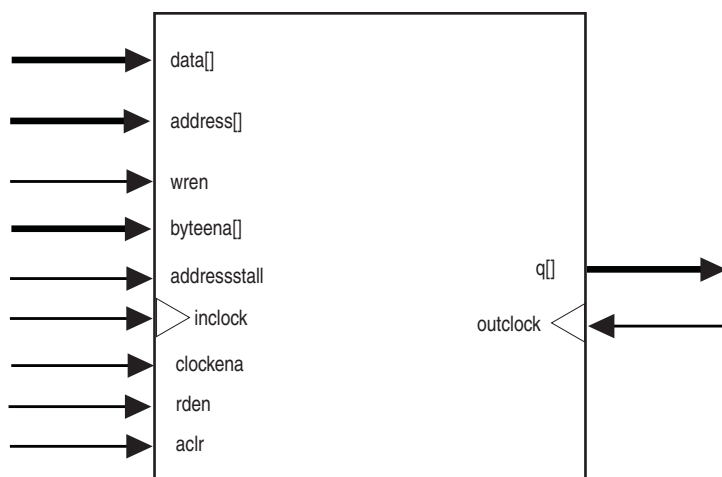 data[]
address[]
wren
byteena[]
addressstall
inclock
clockena
rden
aclr
q[]
outclock